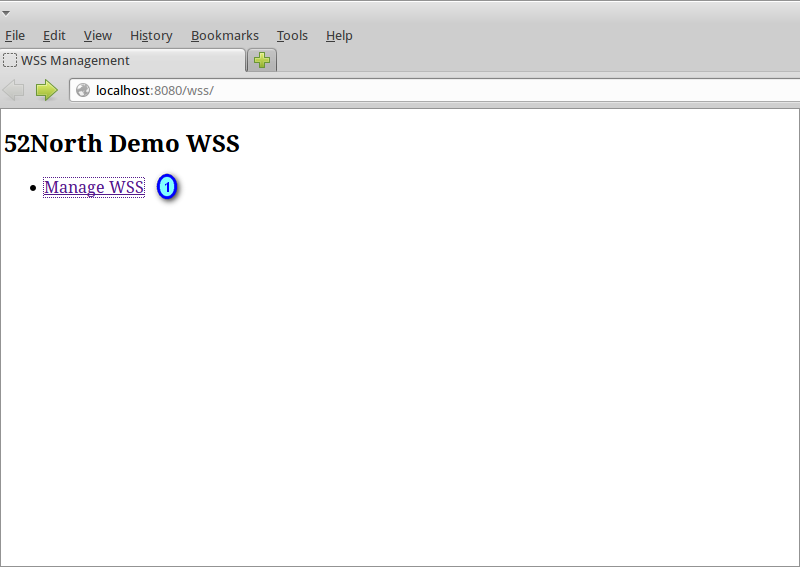 File Edit View History Bookmarks Tools Help
WSS Management
localhost:8080/wss/
52North Demo WSS
• Manage WSS 1